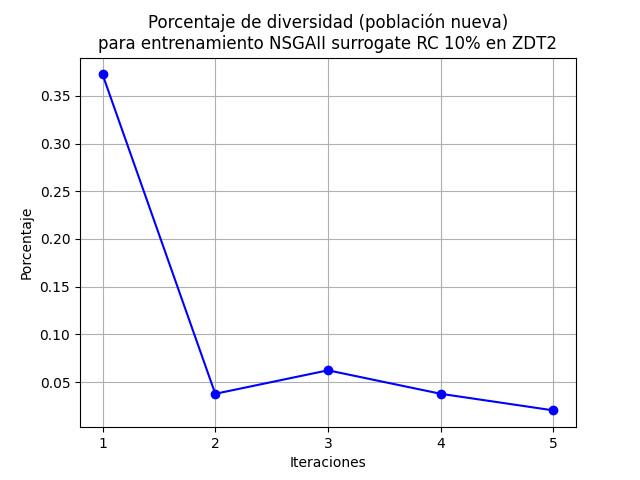 Porcentaje de diversidad (población nueva)
para entrenamiento NSGAII surrogate RC 10% en ZDT2
0.35
0.30
0.25
0.20
0.15
0.10
0.05
Porcentaje
1 2 3 4 5
Iteraciones